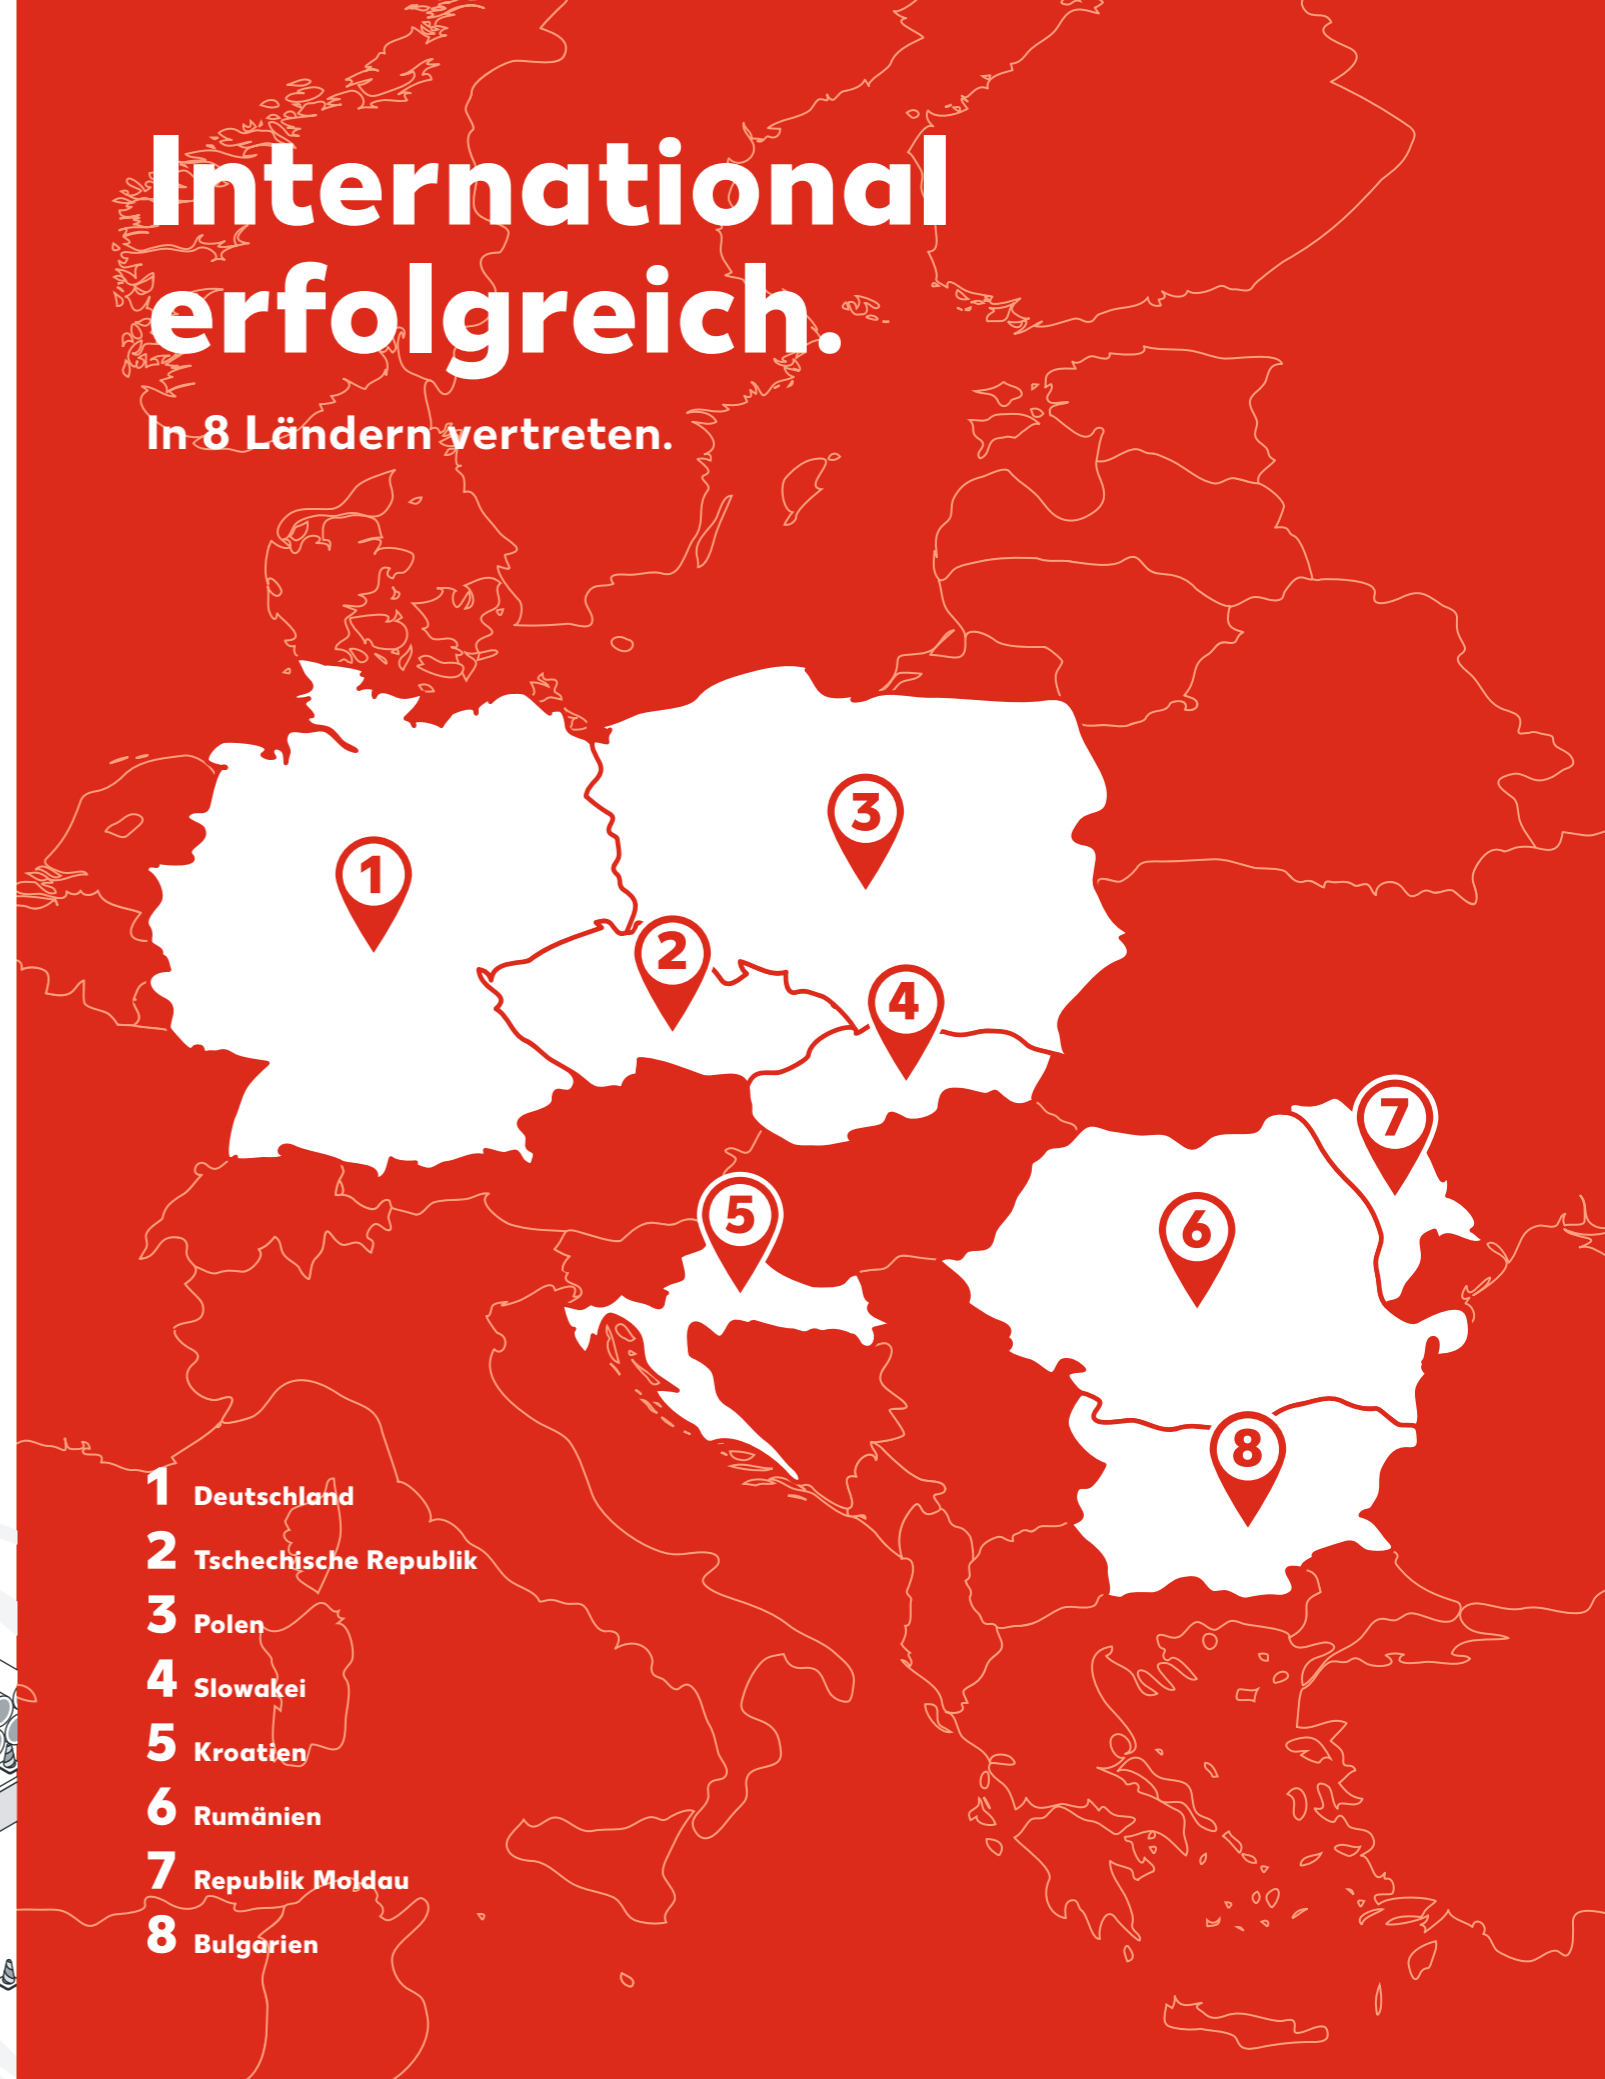 International
erfolgreich.
In 8 Ländern vertreten.
3
1
2
4
7
5
6
8
1 Deutschland
2 Tschechische Republik
3 Polen
4 Slowakei
5 Kroatien
6 Rumänien
7 Republik Moldau
8 Bulgarien